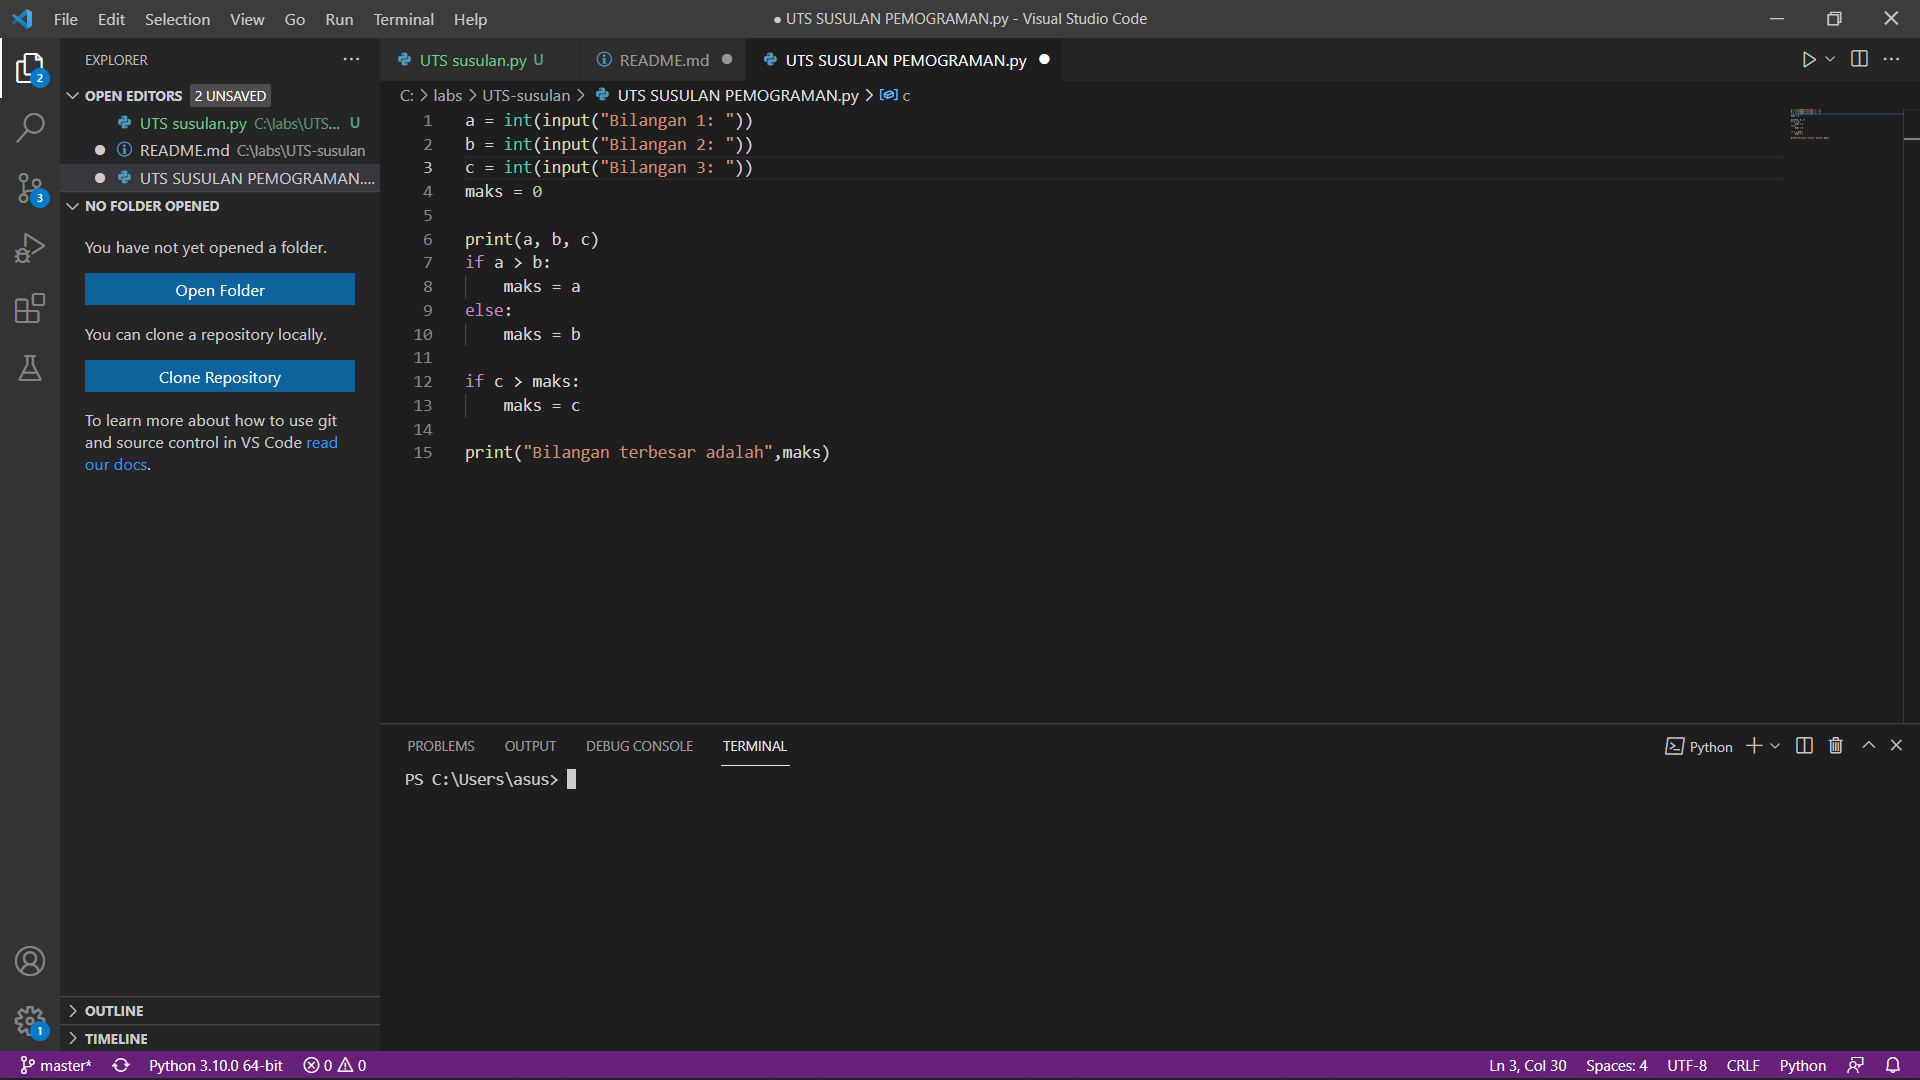 File Edit Selection View Go Run Terminal Help
● UTS SUSULAN PEMOGRAMAN.py - Visual Studio Code
EXPLORER
UTS susulan.py U
README.md
UTS SUSULAN PEMOGRAMAN.py
OPEN EDITORS 2 UNSAVED
UTS susulan.py C:\labs\UTS... U
README.md C:\labs\UTS-susulan
UTS SUSULAN PEMOGRAMAN....
NO FOLDER OPENED
You have not yet opened a folder.
Open Folder
You can clone a repository locally.
Clone Repository
To learn more about how to use git
and source control in VS Code read
our docs.
OUTLINE
TIMELINE
2
3
1
C: > labs > UTS-susulan > UTS SUSULAN PEMOGRAMAN.py > c
1 a = int(input("Bilangan 1: "))
2 b = int(input("Bilangan 2: "))
3 c = int(input("Bilangan 3: "))
4 maks = 0
5
6 print(a, b, c)
7 if a > b:
8     maks = a
9 else:
10     maks = b
11
12 if c > maks:
13     maks = c
14
15 print("Bilangan terbesar adalah",maks)
PROBLEMS OUTPUT DEBUG CONSOLE TERMINAL
Python
PS C:\Users\asus>
master* Python 3.10.0 64-bit 0 0
Ln 3, Col 30 Spaces: 4 UTF-8 CRLF Python